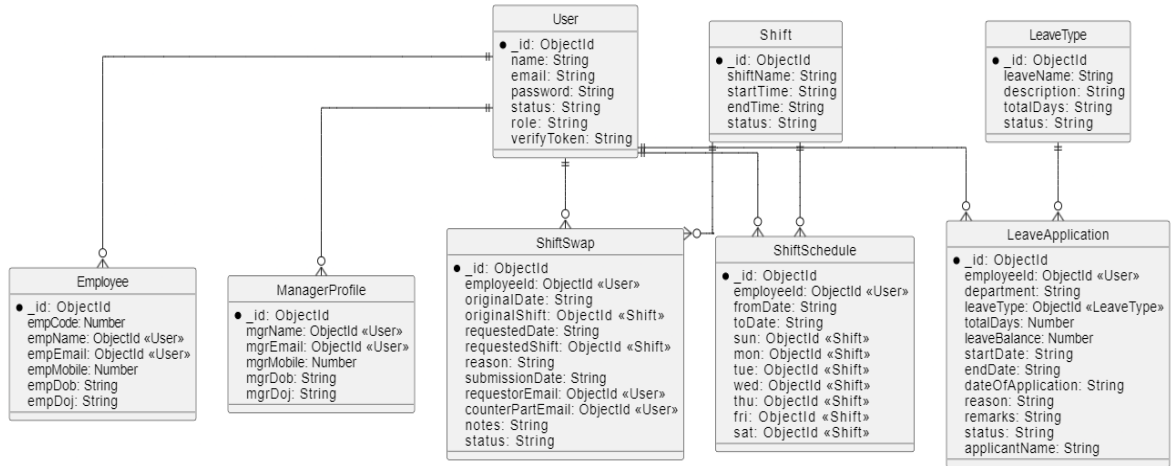 User
● _id: ObjectId
name: String
email: String
password: String
status: String
role: String
verifyToken: String
Shift
● _id: ObjectId
shiftName: String
startTime: String
endTime: String
status: String
LeaveType
● _id: ObjectId
leaveName: String
description: String
totalDays: String
status: String
Employee
● _id: ObjectId
empCode: Number
empName: ObjectId «User»
empEmail: ObjectId «User»
empMobile: Number
empDob: String
empDoj: String
ManagerProfile
● _id: ObjectId
mgrName: ObjectId «User»
mgrEmail: ObjectId «User»
mgrMobile: Number
mgrDob: String
mgrDoj: String
ShiftSwap
● _id: ObjectId
employeeId: ObjectId «User»
originalDate: String
originalShift: ObjectId «Shift»
requestedDate: String
requestedShift: ObjectId «Shift»
reason: String
submissionDate: String
requestorEmail: ObjectId «User»
counterPartEmail: ObjectId «User»
notes: String
status: String
ShiftSchedule
● _id: ObjectId
employeeId: ObjectId «User»
fromDate: String
toDate: String
sun: ObjectId «Shift»
mon: ObjectId «Shift»
tue: ObjectId «Shift»
wed: ObjectId «Shift»
thu: ObjectId «Shift»
fri: ObjectId «Shift»
sat: ObjectId «Shift»
LeaveApplication
● _id: ObjectId
employeeId: ObjectId «User»
department: String
leaveType: ObjectId «LeaveType»
totalDays: Number
leaveBalance: Number
startDate: String
endDate: String
dateOfApplication: String
reason: String
remarks: String
status: String
applicantName: String